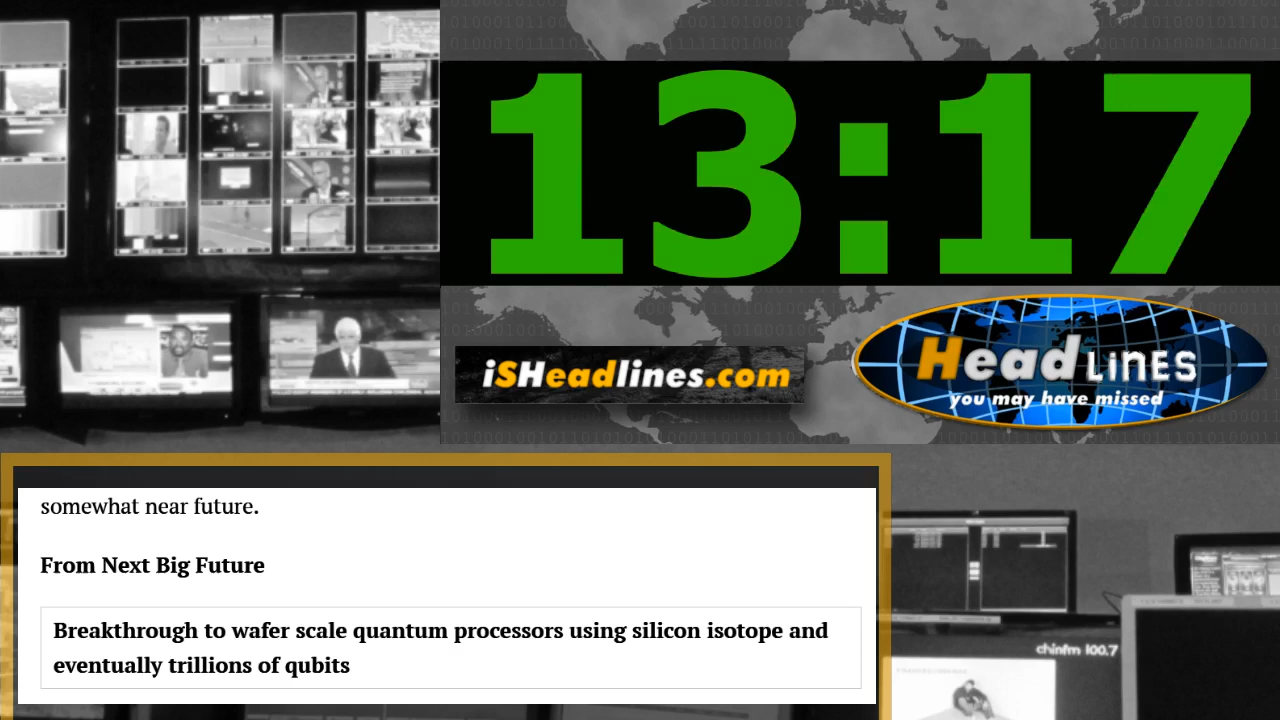 13:17
iSHeadlines.com
HeadLINES
you may have missed
somewhat near future.
From Next Big Future
Breakthrough to wafer scale quantum processors using silicon isotope and
eventually trillions of qubits
chinfm 100.7